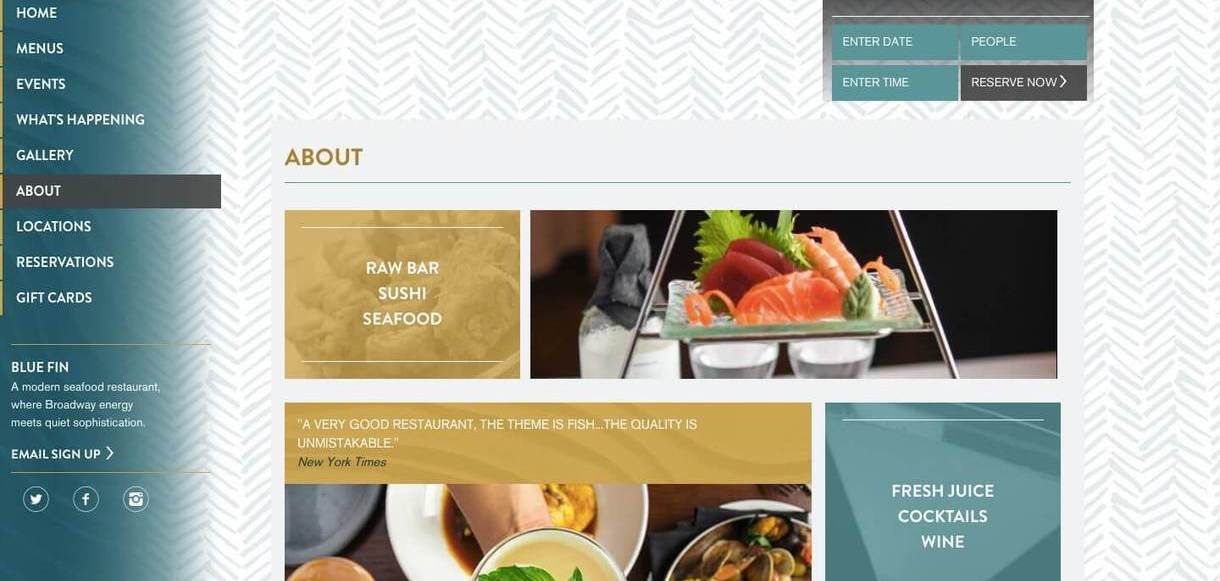 HOME
MENUS
EVENTS
WHAT'S HAPPENING
GALLERY
ABOUT
LOCATIONS
RESERVATIONS
GIFT CARDS
BLUE FIN
A modern seafood restaurant,
where Broadway energy
meets quiet sophistication.
EMAIL SIGN UP
ENTER DATE
PEOPLE
ENTER TIME
RESERVE NOW
ABOUT
RAW BAR
SUSHI
SEAFOOD
"A VERY GOOD RESTAURANT, THE THEME IS FISH...THE QUALITY IS
UNMISTAKABLE."
New York Times
FRESH JUICE
COCKTAILS
WINE